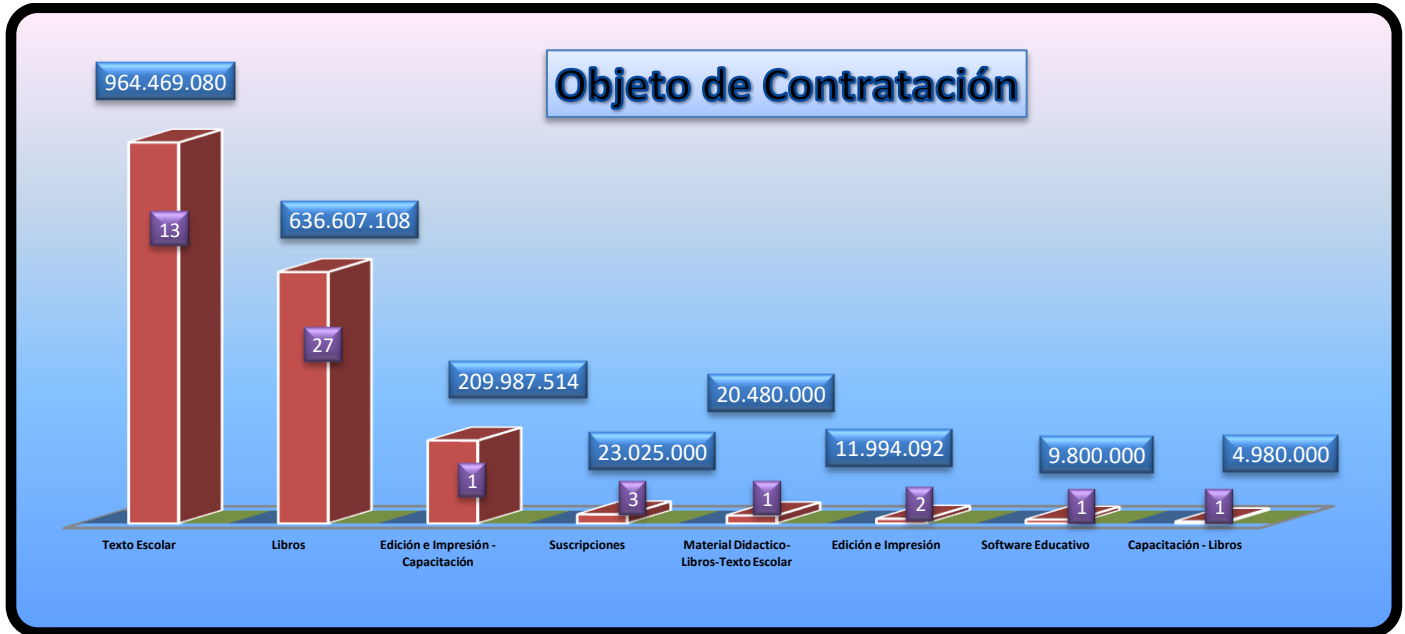 Objeto de Contratación
964.469.080
13
636.607.108
27
209.987.514
1
23.025.000
3
20.480.000
1
11.994.092
2
9.800.000
1
4.980.000
1
Texto Escolar
Libros
Edición e Impresión -
Capacitación
Suscripciones
Material Didactico-
Libros-Texto Escolar
Edición e Impresión
Software Educativo
Capacitación - Libros